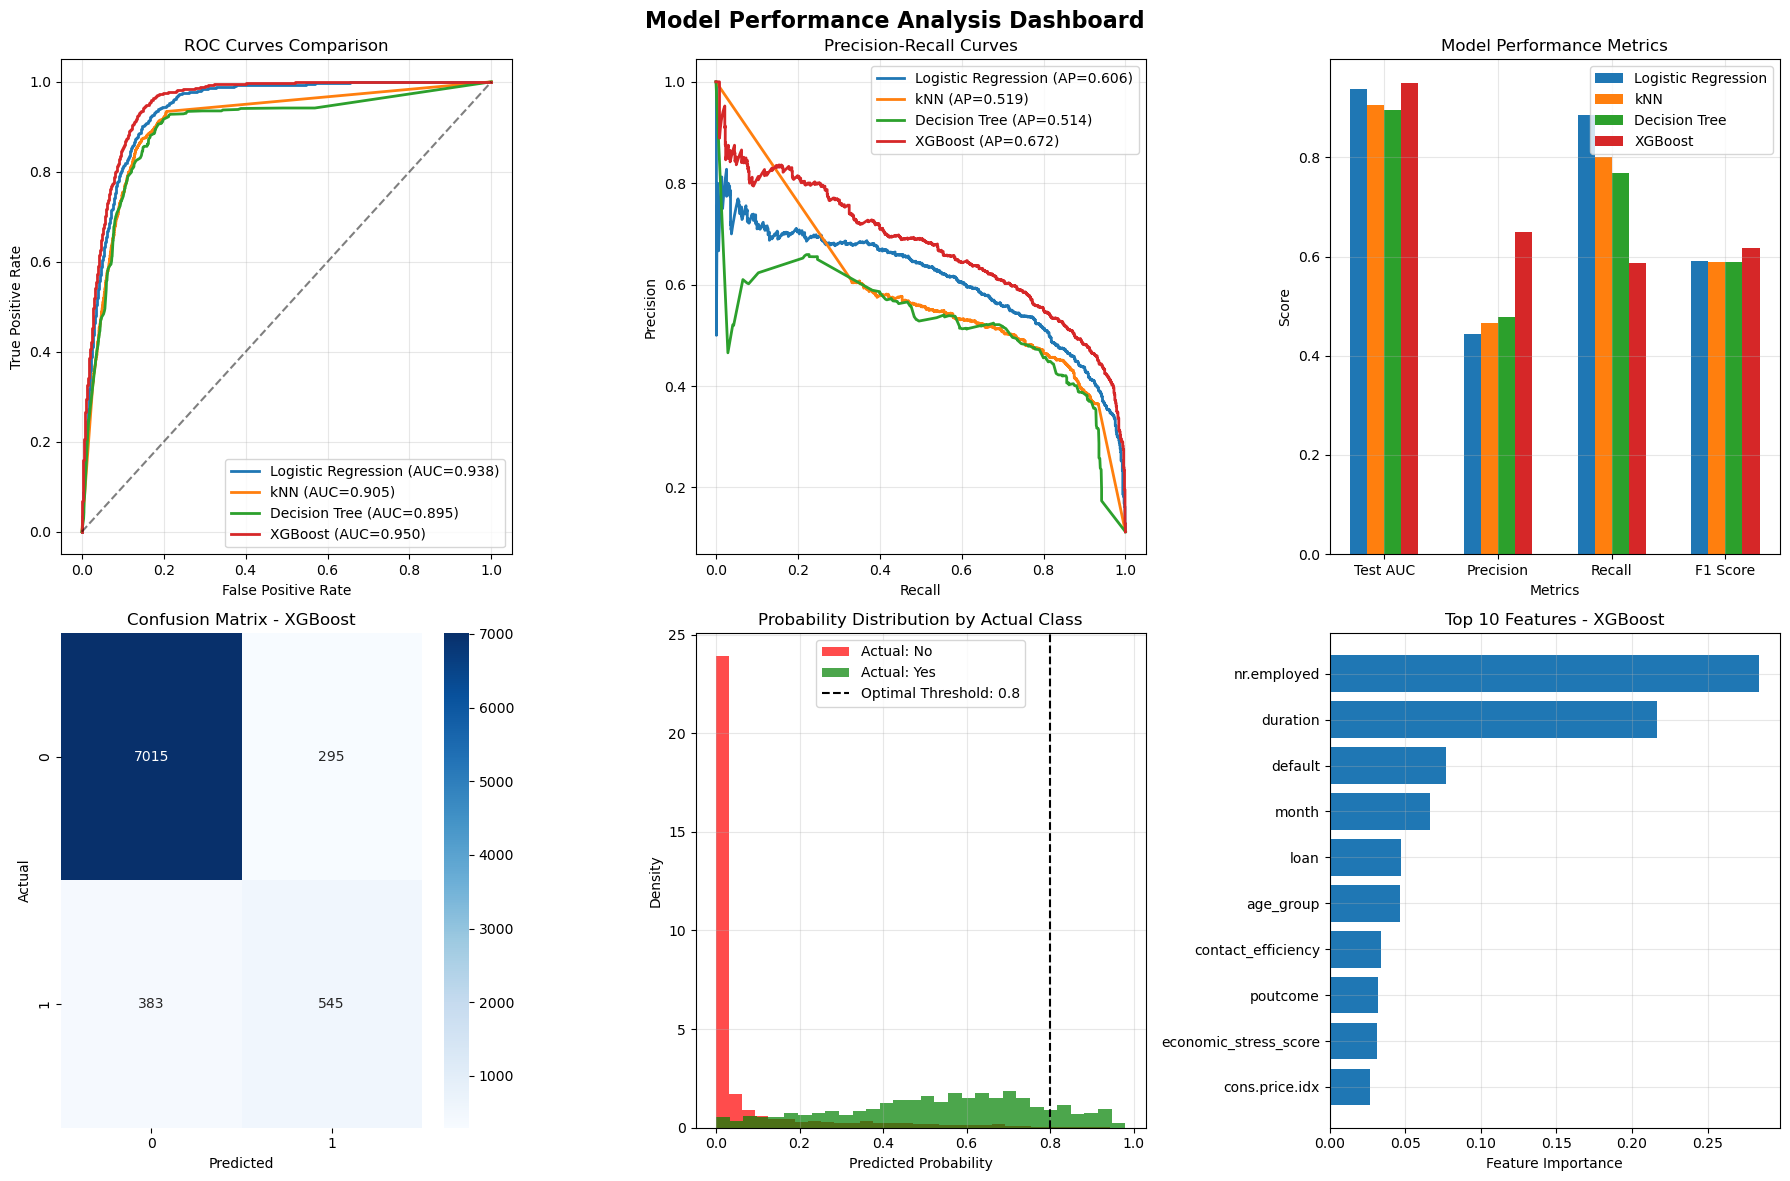 Model Performance Analysis Dashboard
ROC Curves Comparison
True Positive Rate
1.0
0.8
0.6
0.4
0.2
0.0
Logistic Regression (AUC=0.938)
kNN (AUC=0.905)
Decision Tree (AUC=0.895)
XGBoost (AUC=0.950)
0.0 0.2 0.4 0.6 0.8 1.0
False Positive Rate
Precision-Recall Curves
Precision
1.0
0.8
0.6
0.4
0.2
Logistic Regression (AP=0.606)
kNN (AP=0.519)
Decision Tree (AP=0.514)
XGBoost (AP=0.672)
0.0 0.2 0.4 0.6 0.8 1.0
Recall
Model Performance Metrics
Score
0.8
0.6
0.4
0.2
0.0
Logistic Regression
kNN
Decision Tree
XGBoost
Test AUC Precision Recall F1 Score
Metrics
Confusion Matrix - XGBoost
Actual
0
1
7015 295
383 545
0 1
Predicted
7000
6000
5000
4000
3000
2000
1000
Probability Distribution by Actual Class
Density
25
20
15
10
5
0
Actual: No
Actual: Yes
Optimal Threshold: 0.8
0.0 0.2 0.4 0.6 0.8 1.0
Predicted Probability
Top 10 Features - XGBoost
nr.employed
duration
default
month
loan
age_group
contact_efficiency
poutcome
economic_stress_score
cons.price.idx
0.00 0.05 0.10 0.15 0.20 0.25
Feature Importance